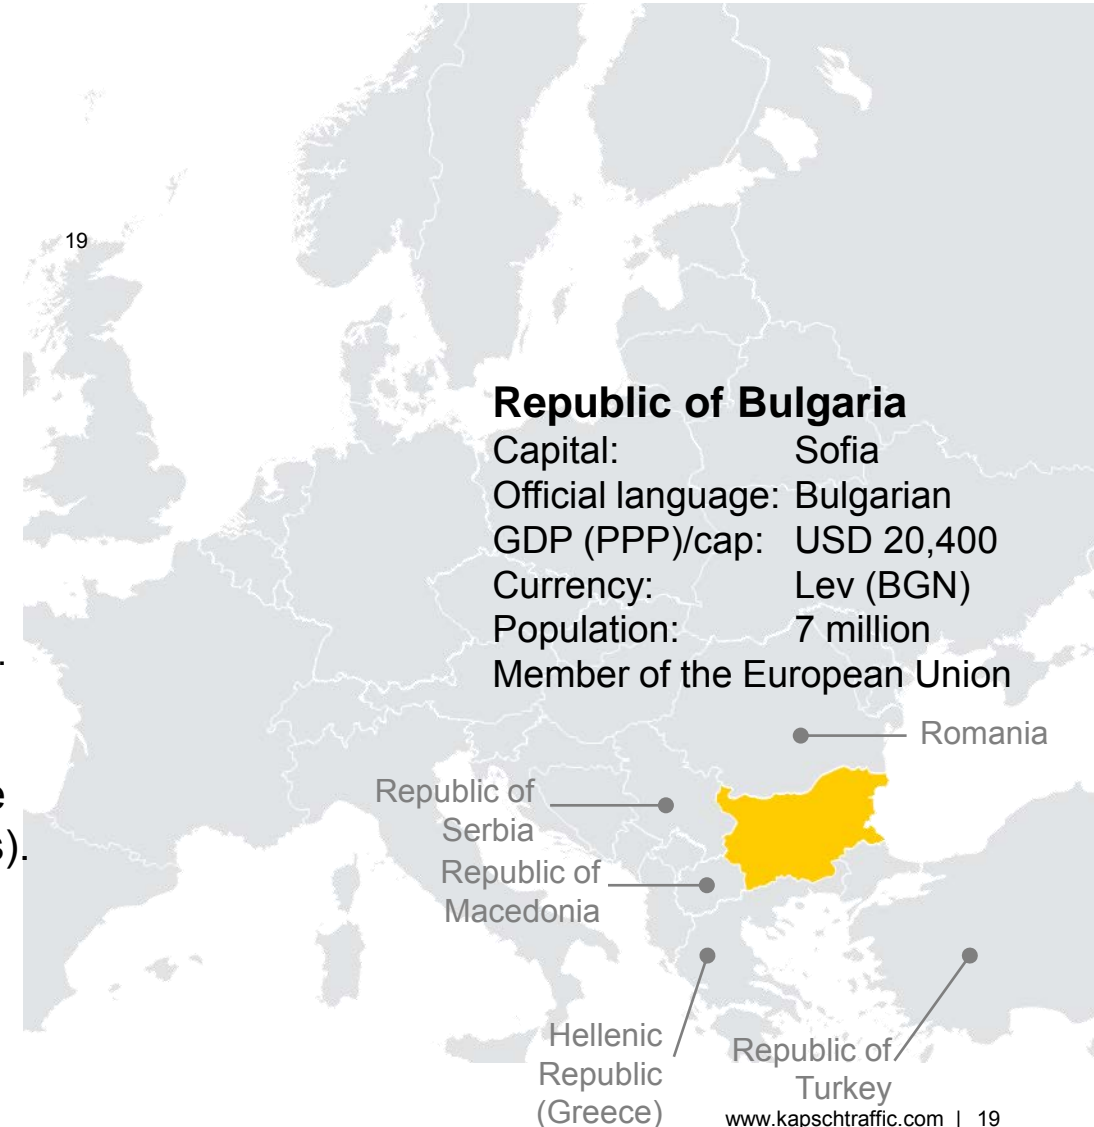 19
Republic of Bulgaria
Capital: Sofia
Official language: Bulgarian
GDP (PPP)/cap: USD 20,400
Currency: Lev (BGN)
Population: 7 million
Member of the European Union
Romania
Republic of
Serbia
Republic of
Macedonia
Hellenic
Republic
(Greece)
Republic of
Turkey
s).
www.kapschtraffic.com | 19